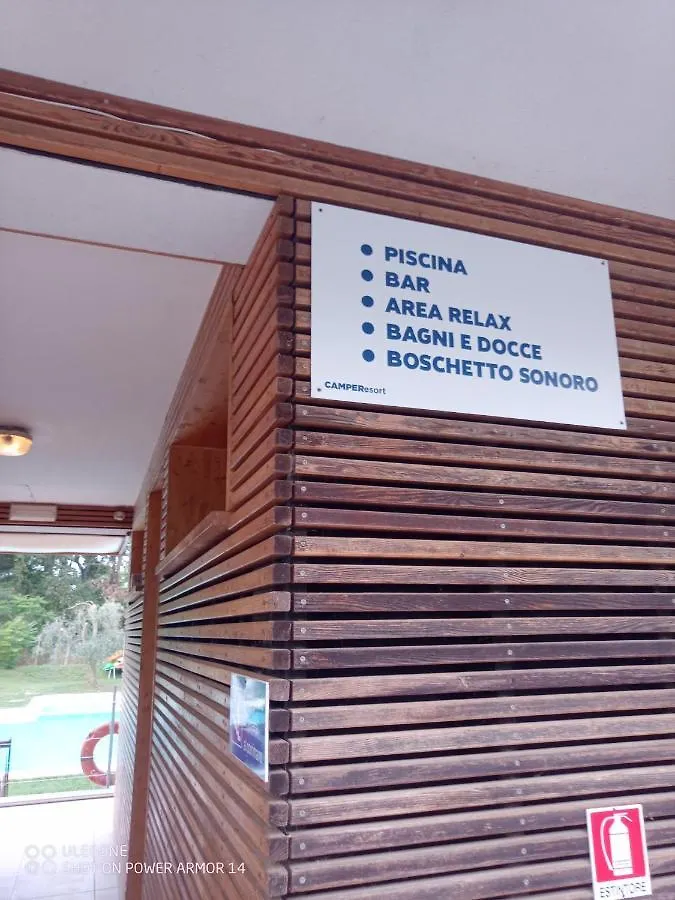 • PISCINA
• BAR
• AREA RELAX
• BAGNI E DOCCE
• BOSCHETTO SONORO
CAMPEResort
ESTINTORE
ULEFONE
SHOT ON POWER ARMOR 14